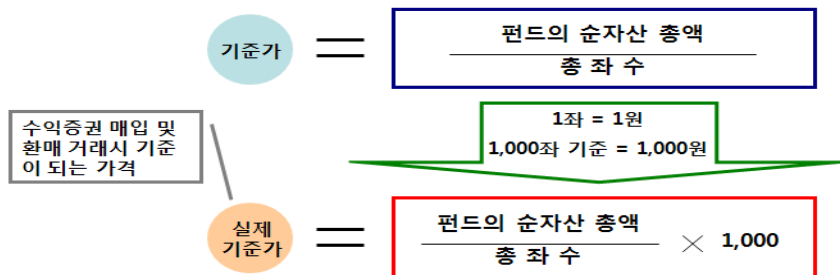 기준가
=
펀드의 순자산 총액
총 좌 수
수익증권 매입 및
환매 거래시 기준
이 되는 가격
1좌 = 1원
1,000좌 기준 = 1,000원
실제
기준가
=
펀드의 순자산 총액
총 좌 수
× 1,000